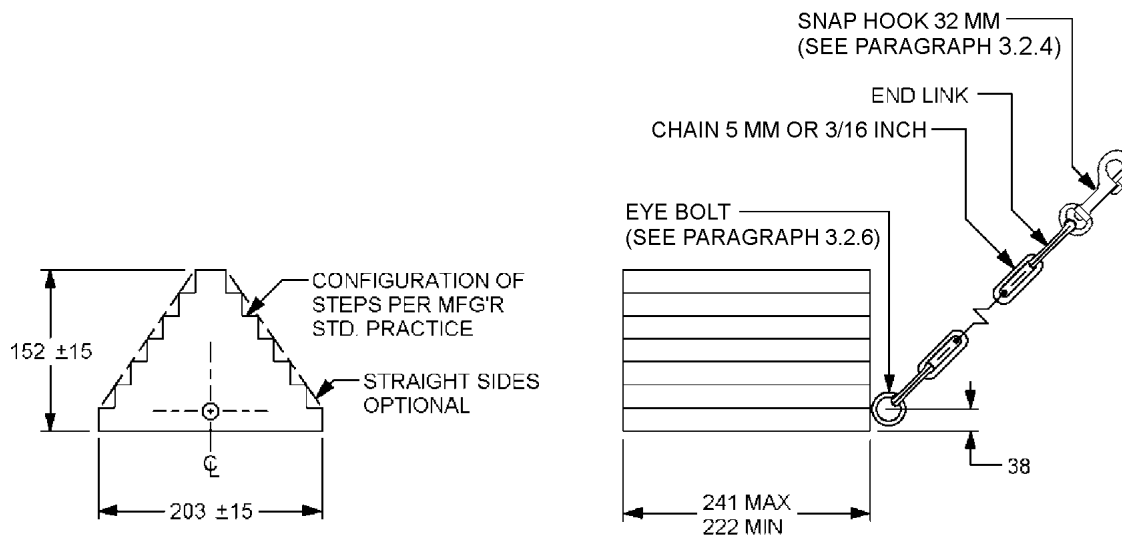 SNAP HOOK 32 MM
(SEE PARAGRAPH 3.2.4)
END LINK
CHAIN 5 MM OR 3/16 INCH
EYE BOLT
(SEE PARAGRAPH 3.2.6)
CONFIGURATION OF
STEPS PER MFG'R
STD. PRACTICE
152 ±15
STRAIGHT SIDES
OPTIONAL
℄
203 ±15
38
241 MAX
222 MIN